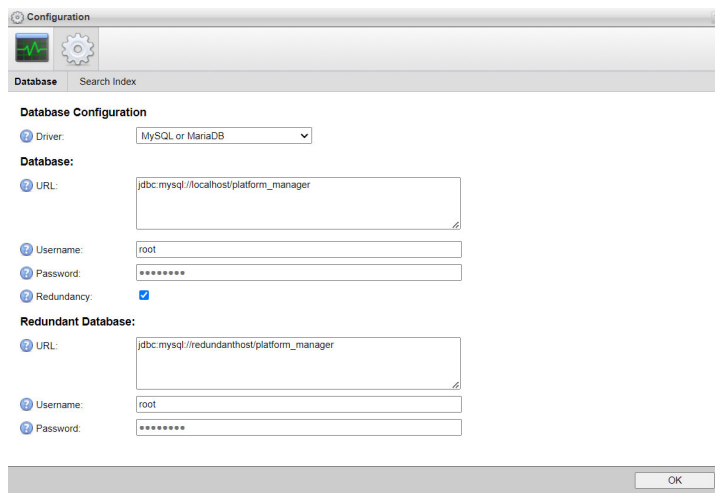 Configuration
Database Search Index
Database Configuration
Driver: MySQL or MariaDB
Database:
URL: jdbc:mysql://localhost/platform_manager
Username: root
Password: ●●●●●●●●
Redundancy:
Redundant Database:
URL: jdbc:mysql://redundanthost/platform_manager
Username: root
Password: ●●●●●●●●
OK